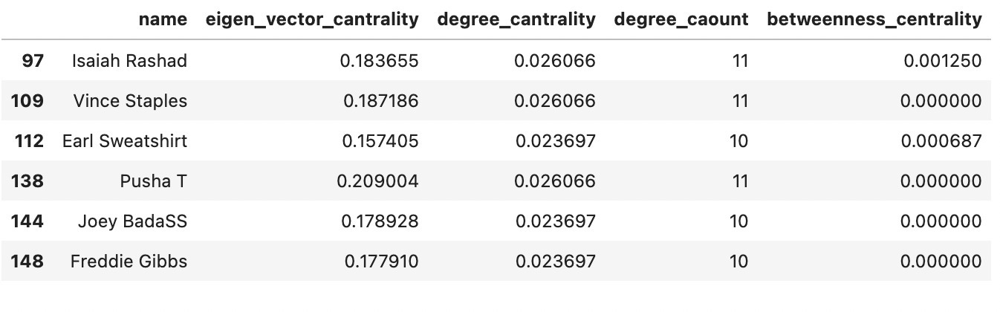 name eigen_vector_cantrality degree_cantrality degree_caount betweenness_centrality
97 Isaiah Rashad 0.183655 0.026066 11 0.001250
109 Vince Staples 0.187186 0.026066 11 0.000000
112 Earl Sweatshirt 0.157405 0.023697 10 0.000687
138 Pusha T 0.209004 0.026066 11 0.000000
144 Joey BadaSS 0.178928 0.023697 10 0.000000
148 Freddie Gibbs 0.177910 0.023697 10 0.000000